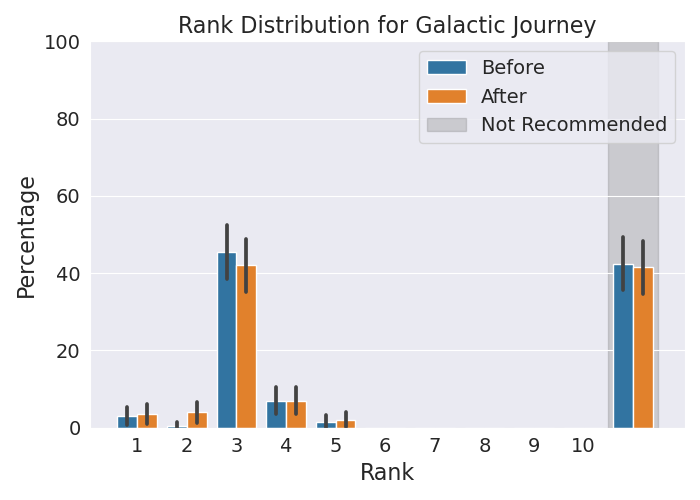 Rank Distribution for Galactic Journey
100
80
60
40
20
0
Percentage
Before
After
Not Recommended
1 2 3 4 5 6 7 8 9 10
Rank